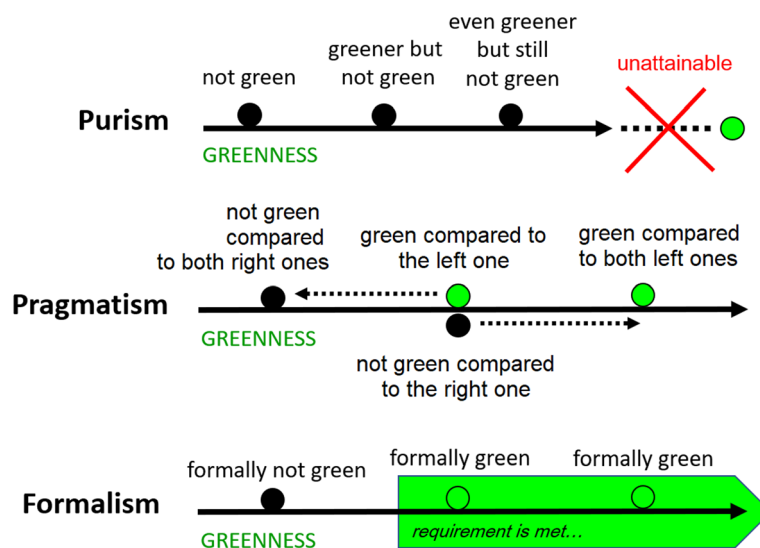 even greener
greener but
but still
not green
not green
not green
unattainable
Purism
GREENNESS
not green
compared
to both right ones
green compared to
the left one
green compared
to both left ones
Pragmatism
GREENNESS
not green compared
to the right one
formally not green
formally green
formally green
Formalism
GREENNESS
requirement is met...